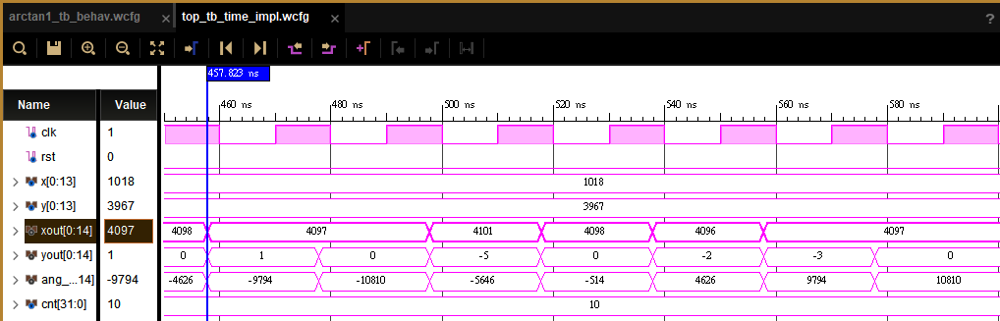 arctan1_tb_behav.wcfg × top_tb_time_impl.wcfg × ?
457.823 ns
460 ns 480 ns 500 ns 520 ns 540 ns 560 ns 580 ns
Name Value
clk 1
rst 0
x[0:13] 1018 1018
y[0:13] 3967 3967
xout[0:14] 4097 4098 4097 4101 4098 4096 4097
yout[0:14] 1 0 1 0 -5 0 -2 -3 0
ang_...14] -9794 -4626 -9794 -10810 -5646 -514 4626 9794 10810
cnt[31:0] 10 10